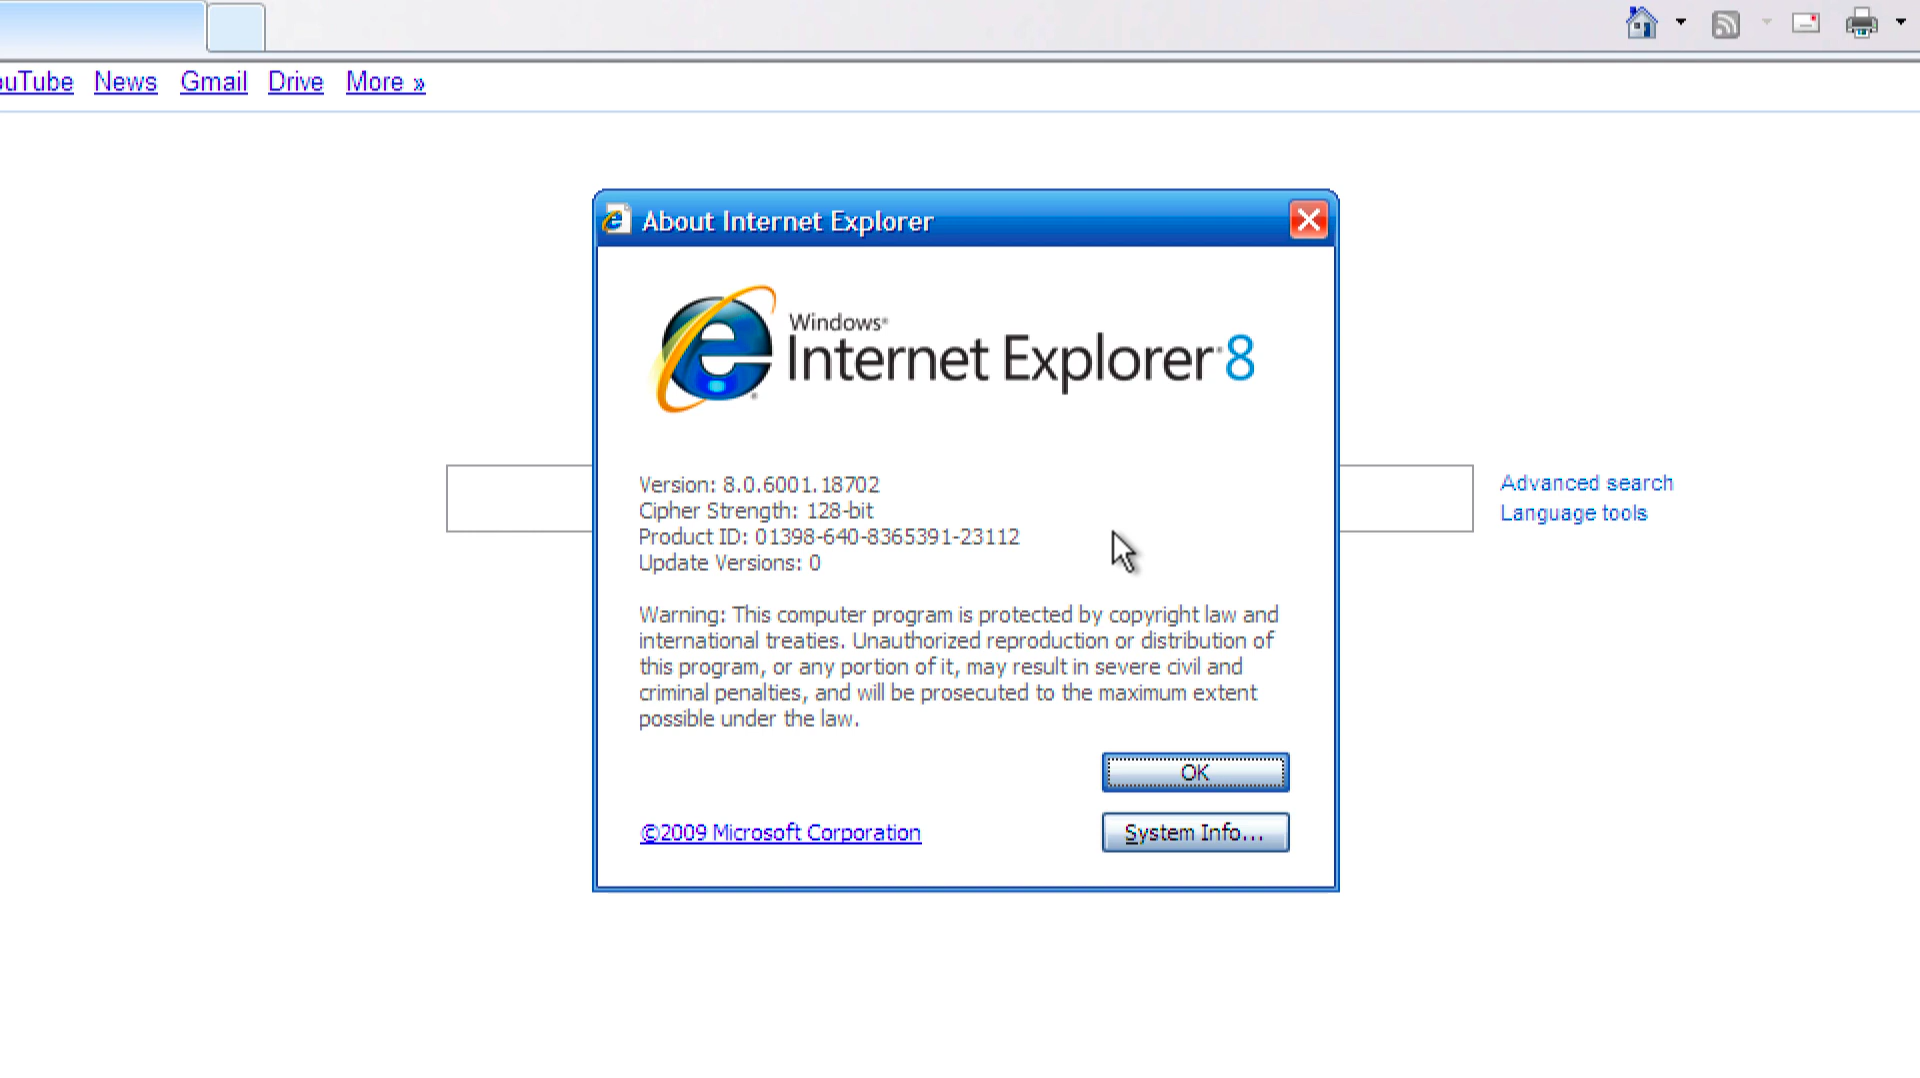 ouTube News Gmail Drive More »
About Internet Explorer
Windows®
Internet Explorer 8
Version: 8.0.6001.18702
Cipher Strength: 128-bit
Product ID: 01398-640-8365391-23112
Update Versions: 0
Advanced search
Language tools
Warning: This computer program is protected by copyright law and
international treaties. Unauthorized reproduction or distribution of
this program, or any portion of it, may result in severe civil and
criminal penalties, and will be prosecuted to the maximum extent
possible under the law.
OK
©2009 Microsoft Corporation
System Info...